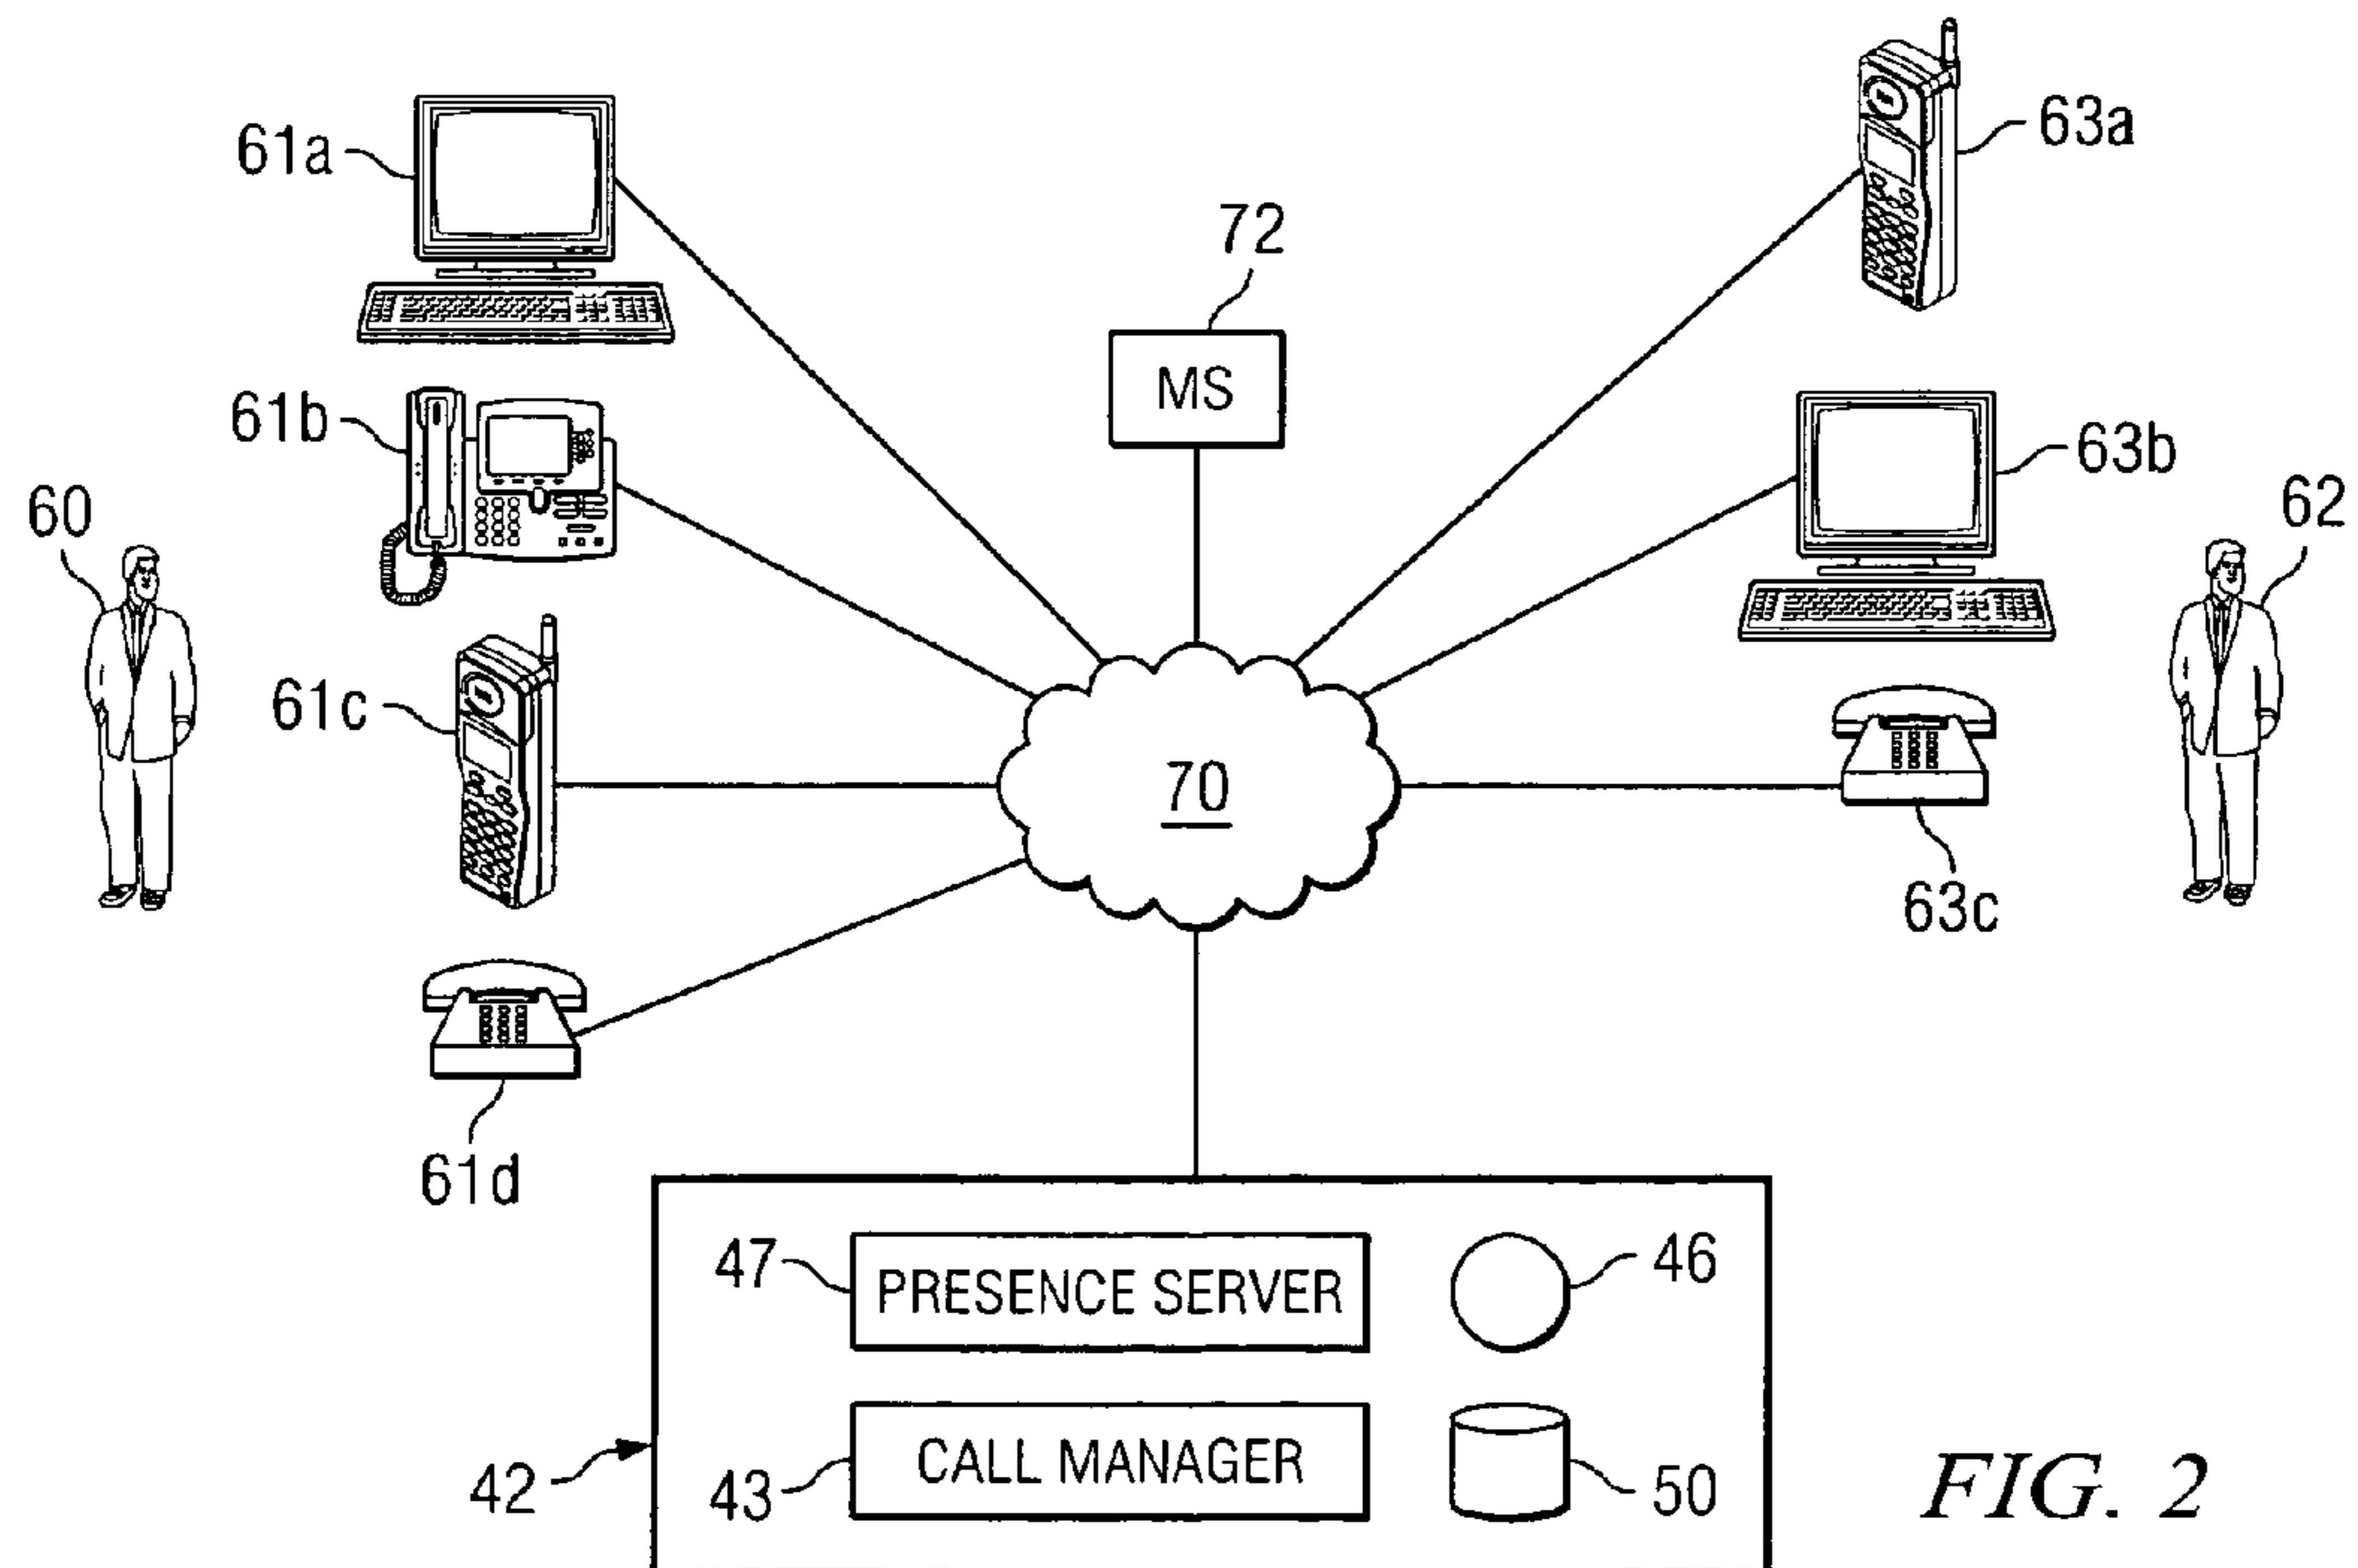 63a
61a
72
MS
61b
63b
60
62
61c
70
63c
61d
47
PRESENCE SERVER
46
42
43
CALL MANAGER
50
FIG. 2